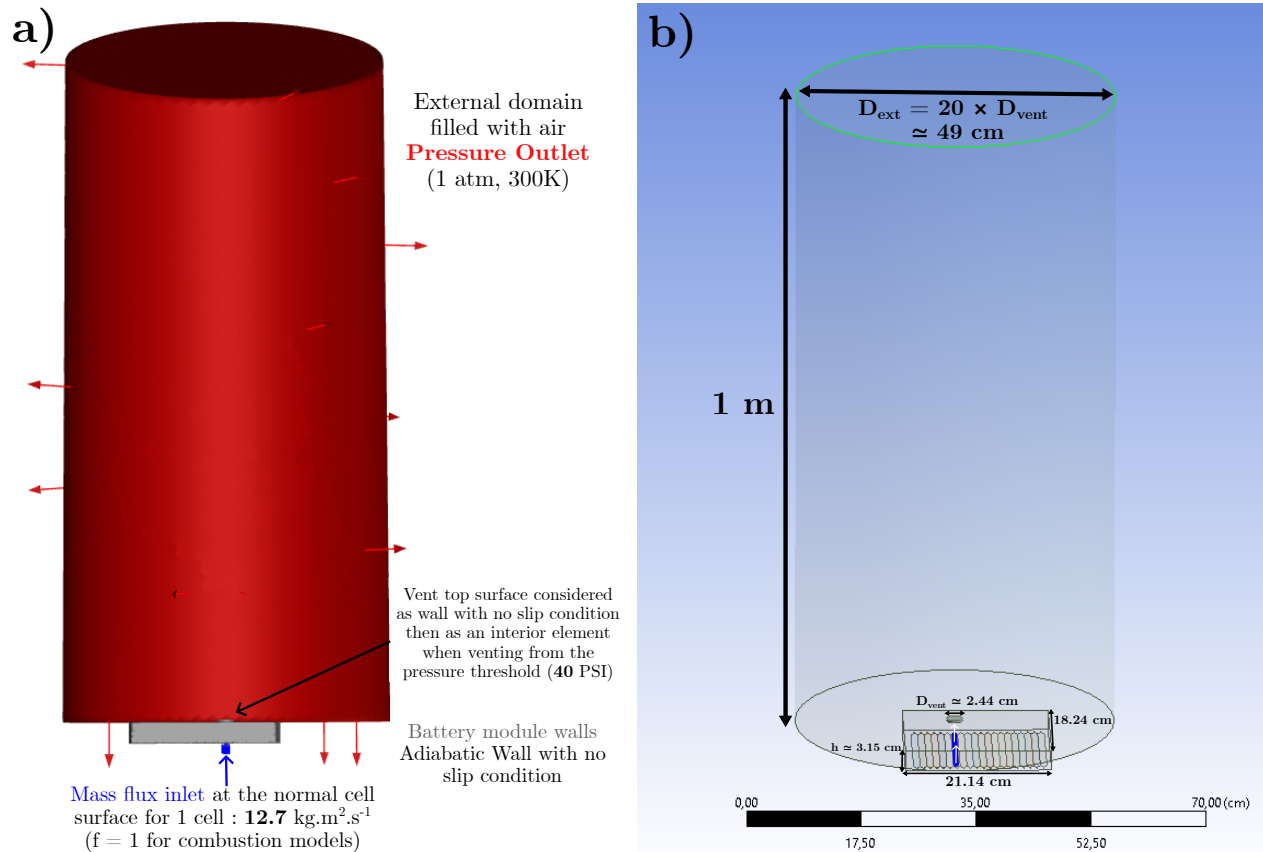 a)
External domain
filled with air
Pressure Outlet
(1 atm, 300K)
Vent top surface considered
as wall with no slip condition
then as an interior element
when venting from the
pressure threshold (40 PSI)
Battery module walls
Adiabatic Wall with no
slip condition
Mass flux inlet at the normal cell
surface for 1 cell : 12.7 kg.m².s⁻¹
(f = 1 for combustion models)
b)
D_ext = 20 × D_vent
≃ 49 cm
1 m
D_vent ≃ 2.44 cm
18.24 cm
h ≃ 3.15 cm
21.14 cm
0,00 35,00 70,00 (cm)
17,50 52,50